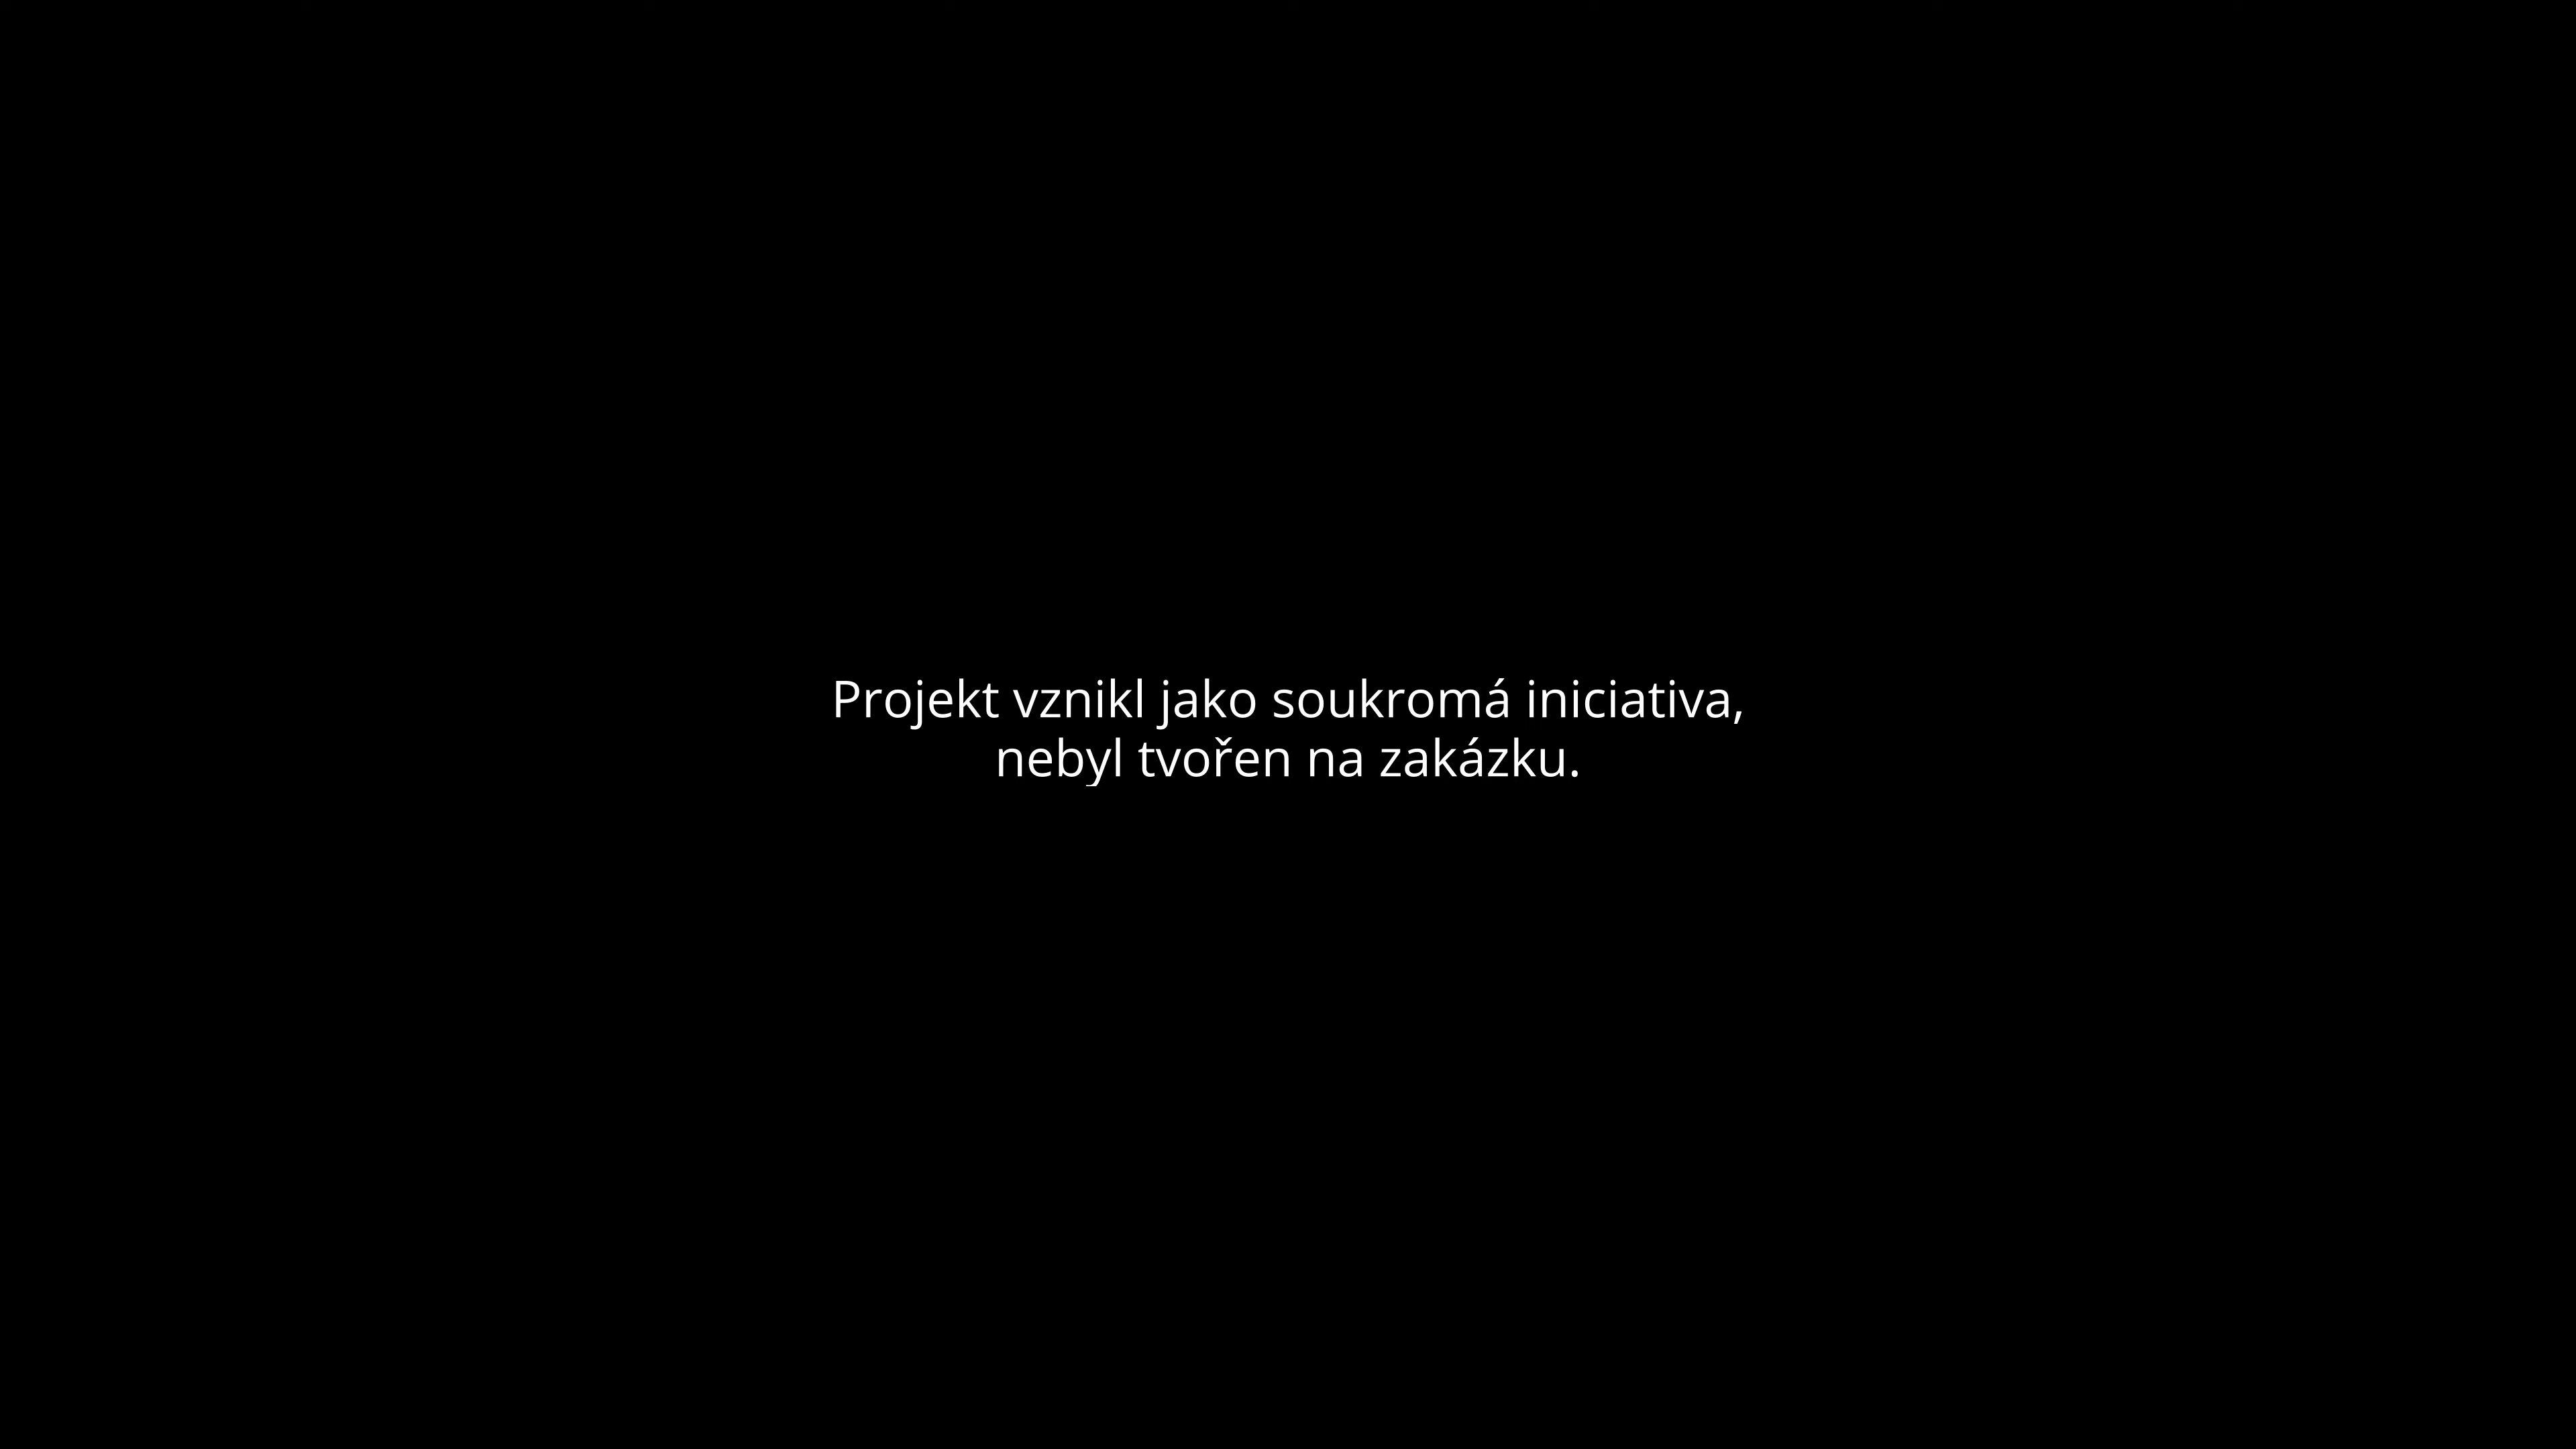 Projekt vznikl jako soukromá iniciativa,
nebyl tvořen na zakázku.